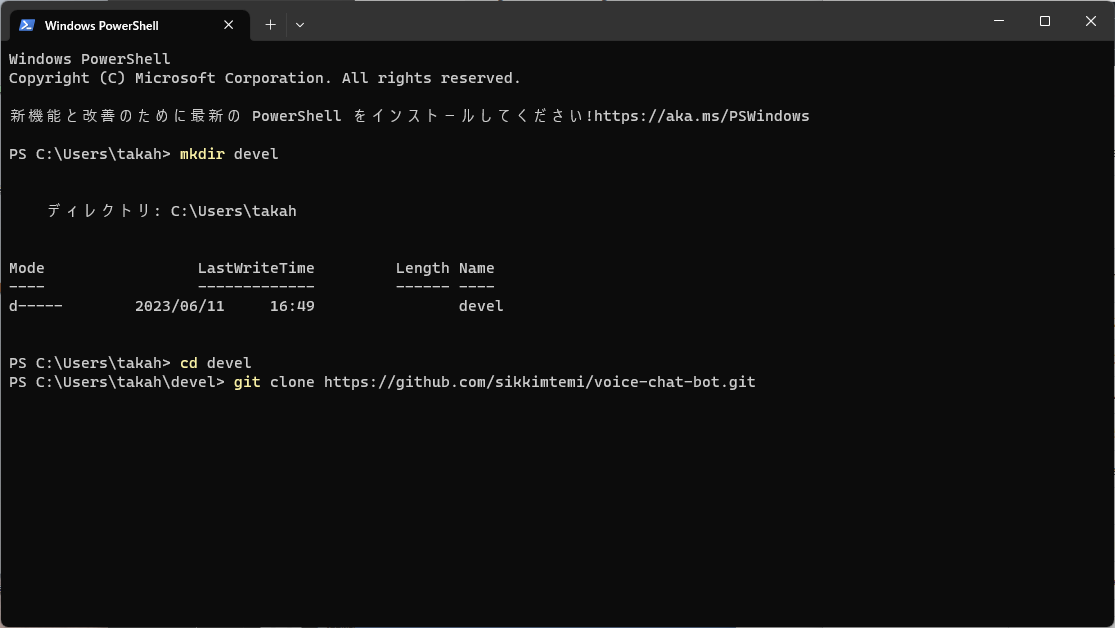 Windows PowerShell
Windows PowerShell
Copyright (C) Microsoft Corporation. All rights reserved.
新機能と改善のために最新の PowerShell をインストールしてください!https://aka.ms/PSWindows
PS C:\Users\takah> mkdir devel
ディレクトリ: C:\Users\takah
Mode                 LastWriteTime         Length Name
----                 -------------         ------ ----
d-----        2023/06/11     16:49                devel
PS C:\Users\takah> cd devel
PS C:\Users\takah\devel> git clone https://github.com/sikkimtemi/voice-chat-bot.git